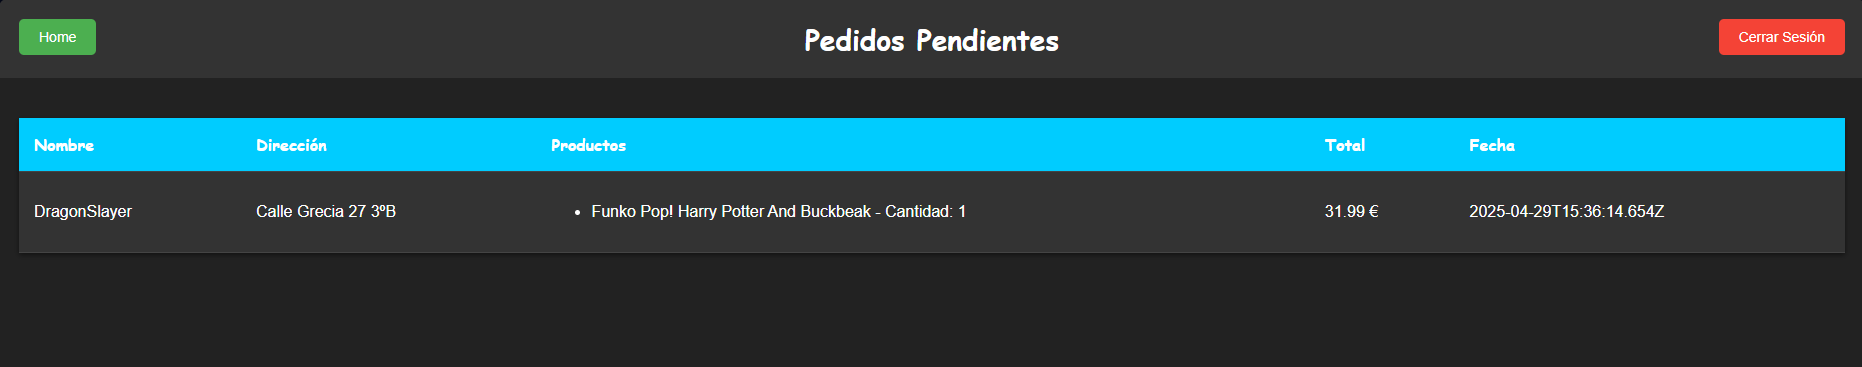 Home Pedidos Pendientes Cerrar Sesión
Nombre Dirección Productos Total Fecha
DragonSlayer Calle Grecia 27 3ºB • Funko Pop! Harry Potter And Buckbeak - Cantidad: 1 31.99 € 2025-04-29T15:36:14.654Z